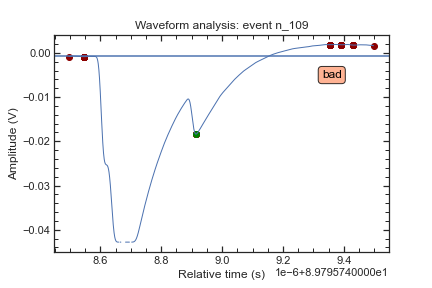 Waveform analysis: event n_109
Amplitude (V)
0.00
−0.01
−0.02
−0.03
−0.04
bad
8.6
8.8
9.0
9.2
9.4
Relative time (s)
1e−6+8.9795740000e1